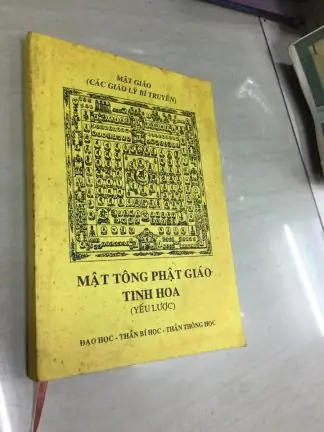 MẬT GIÁO
(CÁC GIÁO LÝ BÍ TRUYỀN)
MẬT TÔNG PHẬT GIÁO
TINH HOA
(YẾU LƯỢC)
ĐẠO HỌC - THẦN BÍ HỌC - THẦN THÔNG HỌC